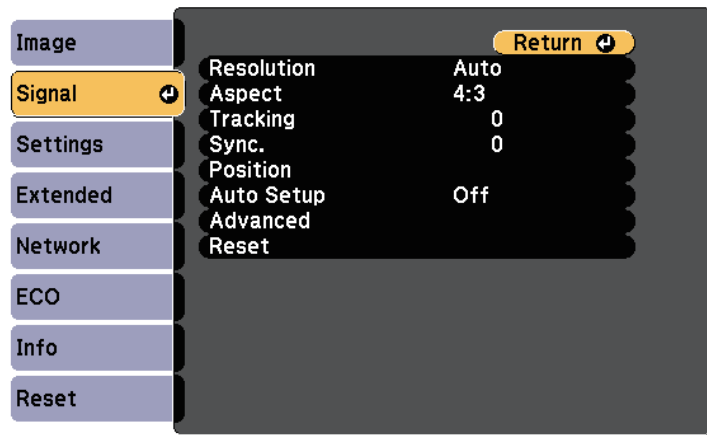 Image
Signal
Settings
Extended
Network
ECO
Info
Reset
Return
Resolution Auto
Aspect 4:3
Tracking 0
Sync. 0
Position
Auto Setup Off
Advanced
Reset